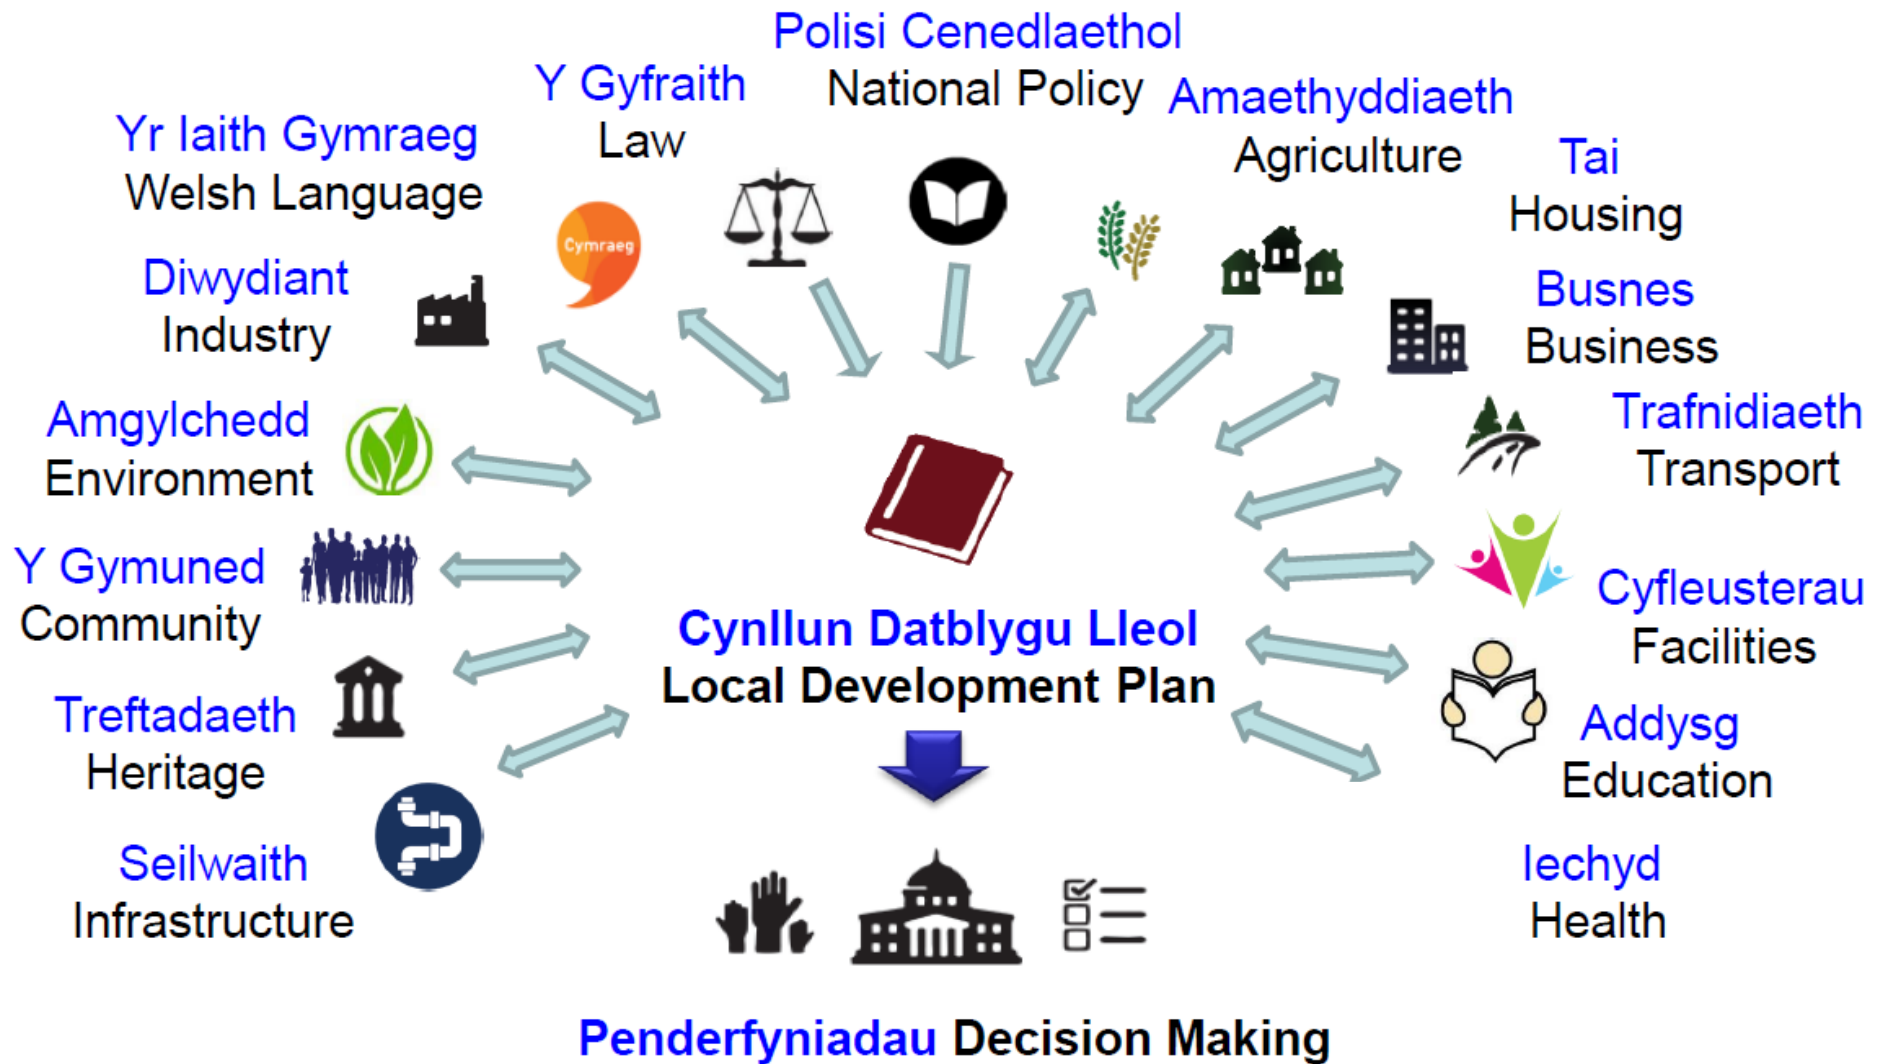 Polisi Cenedlaethol
National Policy
Y Gyfraith
Law
Amaethyddiaeth
Agriculture
Yr Iaith Gymraeg
Welsh Language
Tai
Housing
Cymraeg
Diwydiant
Industry
Busnes
Business
Amgylchedd
Environment
Trafnidiaeth
Transport
Y Gymuned
Community
Cyfleusterau
Facilities
Cynllun Datblygu Lleol
Local Development Plan
Treftadaeth
Heritage
Addysg
Education
Seilwaith
Infrastructure
Iechyd
Health
Penderfyniadau Decision Making